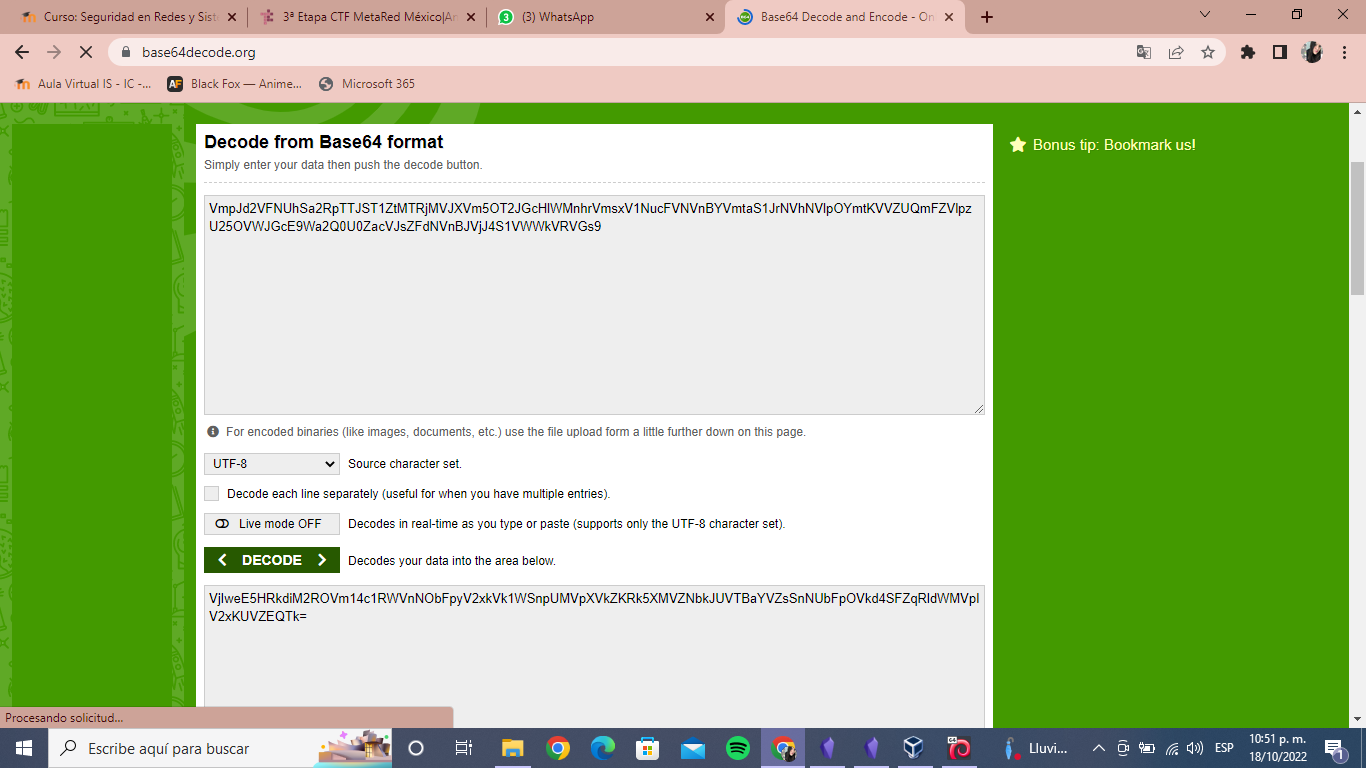 Curso: Seguridad en Redes y Sist
3ª Etapa CTF MetaRed México|An
(3) WhatsApp
Base64 Decode and Encode - On
base64decode.org
Aula Virtual IS - IC -...
Black Fox — Anime...
Microsoft 365
Decode from Base64 format
Simply enter your data then push the decode button.
Bonus tip: Bookmark us!
VmpJd2VFNUhSa2RpTTJST1ZtMTRjMVJXVm5OT2JGcHlWMnhrVmsxV1NucFVNVnBYVmtaS1JrNVhNVlpOYmtKVVZUQmFZVlpz
U25OVWJGcE9Wa2Q0U0ZacVJsZFdNVnBJVjJ4S1VWWkVRVGs9
For encoded binaries (like images, documents, etc.) use the file upload form a little further down on this page.
UTF-8
Source character set.
Decode each line separately (useful for when you have multiple entries).
Live mode OFF
Decodes in real-time as you type or paste (supports only the UTF-8 character set).
DECODE
Decodes your data into the area below.
VjIweE5HRkdiM2ROVm14c1RWVnNObFpyV2xkVk1WSnpUMVpXVkZKRk5XMVZNbkJUVTBaYVZsSnNUbFpOVkd4SFZqRldWMVpI
V2xKUVZEQTk=
Procesando solicitud...
Escribe aquí para buscar
Lluvi...
ESP
10:51 p. m.
18/10/2022
1